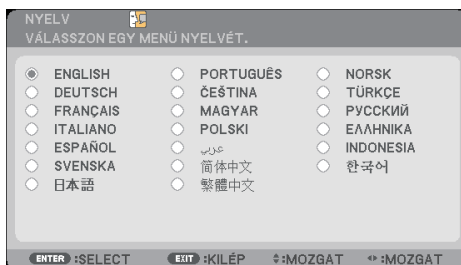 NYELV
VÁLASSZON EGY MENÜ NYELVÉT.
ENGLISH PORTUGUÊS NORSK
DEUTSCH ČEŠTINA TÜRKÇE
FRANÇAIS MAGYAR РУССКИЙ
ITALIANO POLSKI ΕΛΛΗΝΙΚΑ
ESPAÑOL عربي INDONESIA
SVENSKA 简体中文 한국어
日本語 繁體中文
ENTER :SELECT EXIT :KILÉP :MOZGAT :MOZGAT